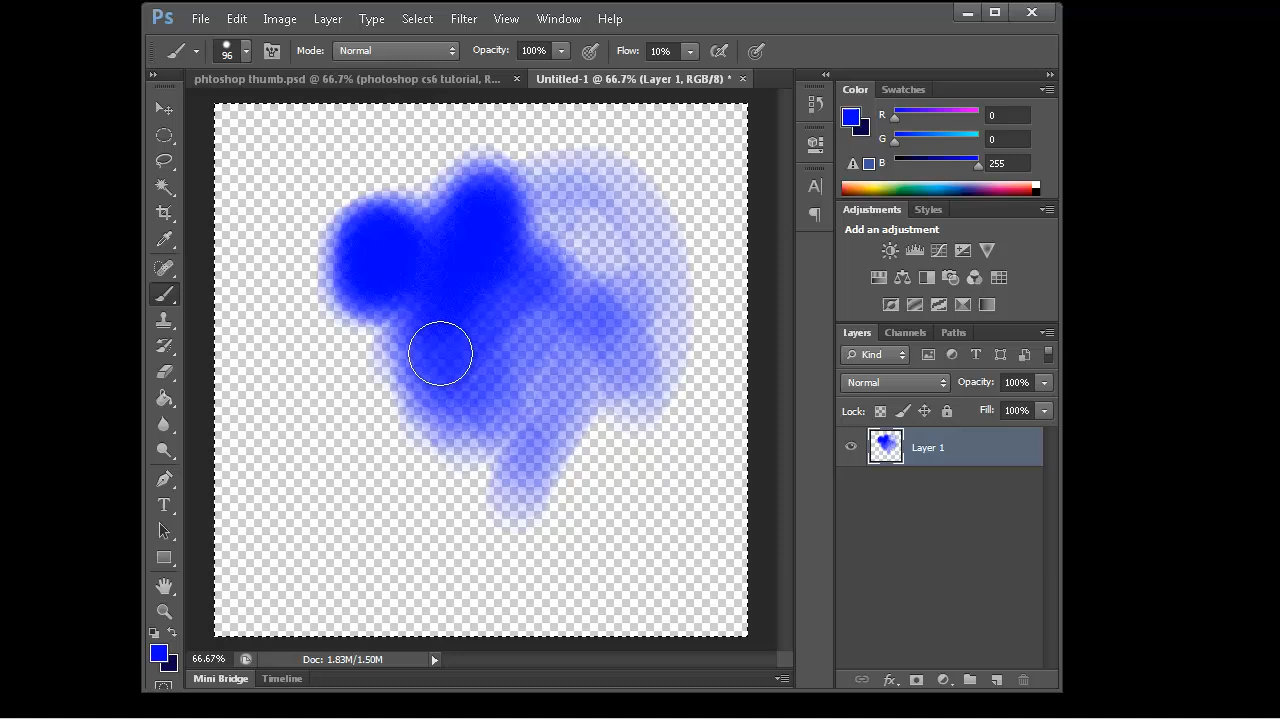 Ps File Edit Image Layer Type Select Filter View Window Help
96 Mode: Normal Opacity: 100% Flow: 10%
phtoshop thumb.psd @ 66.7% (photoshop cs6 tutorial, R... × Untitled-1 @ 66.7% (Layer 1, RGB/8) * ×
Color Swatches
R 0
G 0
B 255
Adjustments Styles
Add an adjustment
Layers Channels Paths
Kind T
Normal Opacity: 100%
Lock: Fill: 100%
Layer 1
fx
A
T
66.67% Doc: 1.83M/1.50M
Mini Bridge Timeline